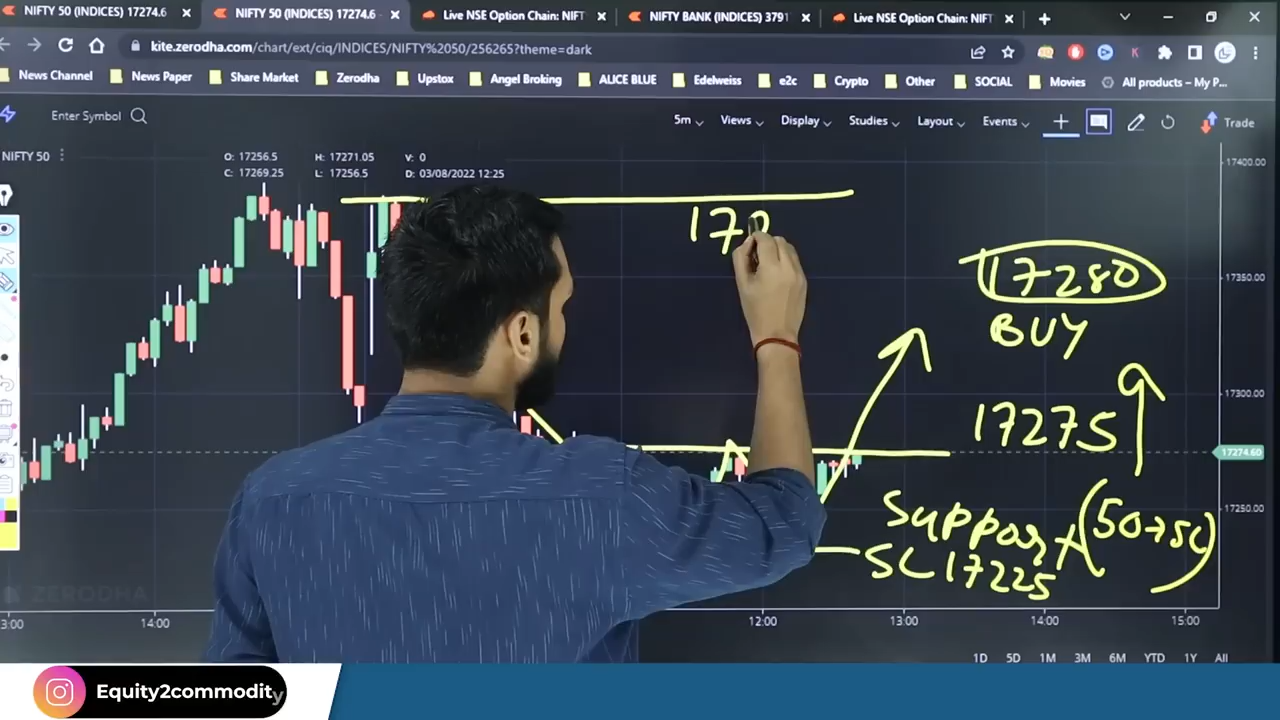 NIFTY 50 (INDICES) 17274.6
NIFTY 50 (INDICES) 17274.6
Live NSE Option Chain: NIFT
NIFTY BANK (INDICES) 3791
Live NSE Option Chain: NIFT
kite.zerodha.com/chart/ext/ciq/INDICES/NIFTY%2050/256265?theme=dark
News Channel News Paper Share Market Zerodha Upstox Angel Broking ALICE BLUE Edelweiss e2c Crypto Other SOCIAL Movies All products – My P...
Enter Symbol 5m Views Display Studies Layout Events Trade
NIFTY 50
O: 17256.5 H: 17271.05 V: 0
C: 17269.25 L: 17256.5 D: 03/08/2022 12:25
17400.00
17
17280
17350.00
BUY
17300.00
17275
17274.60
17250.00
Support (50+50)
SL 17225
ZERODHA
3:00 14:00 12:00 13:00 14:00 15:00
1D 5D 1M 3M 6M YTD 1Y All
Equity2commodity